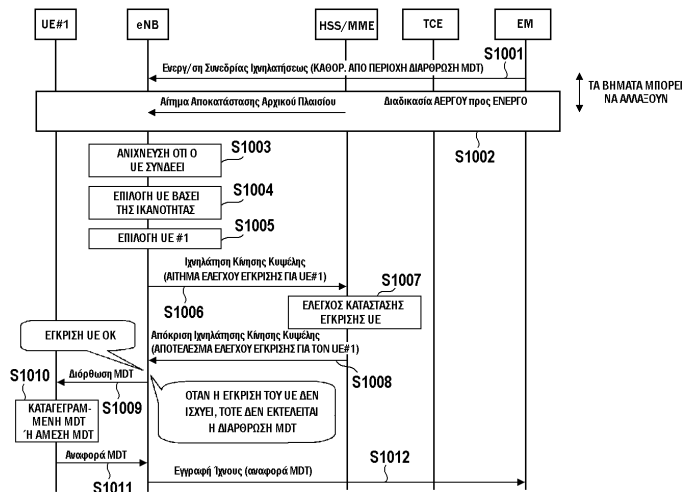 UE#1
eNB
HSS/MME
TCE
EM
S1001
Ενεργ/ση Συνεδρίας Ιχνηλατήσεως (ΚΑΘΟΡ. ΑΠΟ ΠΕΡΙΟΧΗ ΔΙΑΡΘΡΩΣΗ MDT)
ΤΑ ΒΗΜΑΤΑ ΜΠΟΡΕΙ
ΝΑ ΑΛΛΑΞΟΥΝ
Αίτημα Αποκατάστασης Αρχικού Πλαισίου
Διαδικασία ΑΕΡΓΟΥ προς ΕΝΕΡΓΟ
S1002
ΑΝΙΧΝΕΥΣΗ ΟΤΙ Ο
UE ΣΥΝΔΕΕΙ
S1003
ΕΠΙΛΟΓΗ UE ΒΑΣΕΙ
ΤΗΣ ΙΚΑΝΟΤΗΤΑΣ
S1004
S1005
ΕΠΙΛΟΓΗ UE #1
Ιχνηλάτηση Κίνησης Κυψέλης
(ΑΙΤΗΜΑ ΕΛΕΓΧΟΥ ΕΓΚΡΙΣΗΣ ΓΙΑ UE#1)
S1006
S1007
ΕΛΕΓΧΟΣ ΚΑΤΑΣΤΑΣΗΣ
ΕΓΚΡΙΣΗΣ UE
ΕΓΚΡΙΣΗ UE OK
Απόκριση Ιχνηλάτησης Κίνησης Κυψέλης
(ΑΠΟΤΕΛΕΣΜΑ ΕΛΕΓΧΟΥ ΕΓΚΡΙΣΗΣ ΓΙΑ ΤΟΝ UE#1)
S1008
S1010
Διόρθωση MDT
S1009
ΟΤΑΝ Η ΕΓΚΡΙΣΗ ΤΟΥ UE ΔΕΝ
ΙΣΧΥΕΙ, ΤΟΤΕ ΔΕΝ ΕΚΤΕΛΕΙΤΑΙ
Η ΔΙΑΡΘΡΩΣΗ MDT
ΚΑΤΑΓΕΓΡΑΜ-
ΜΕΝΗ MDT
Ή ΑΜΕΣΗ MDT
Αναφορά MDT
S1011
Εγγραφή Ίχνους (αναφορά MDT)
S1012